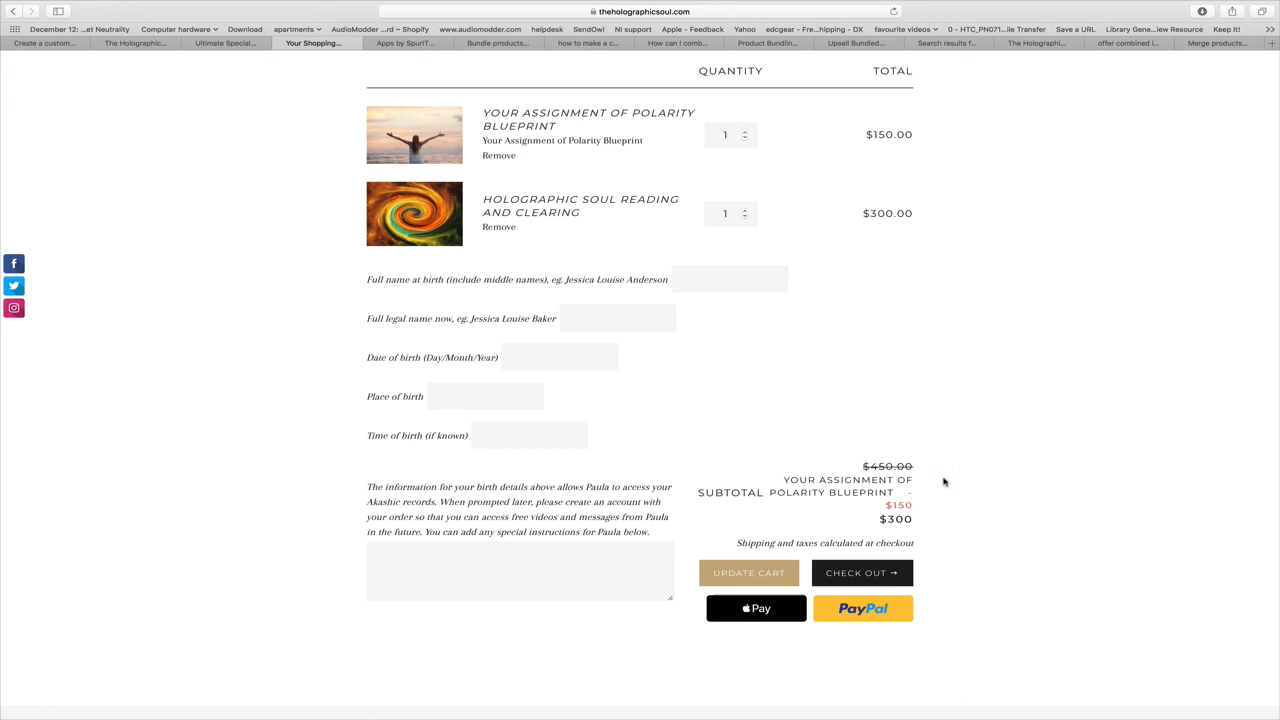 theholographicsoul.com
December 12: ...et Neutrality Computer hardware Download apartments AudioModder ...rd ~ Shopify www.audiomodder.com helpdesk SendOwl NI support Apple - Feedback Yahoo edcgear - Fre...hipping - DX favourite videos 0 - HTC_PN071...ile Transfer Save a URL Library Gene...iew Resource Keep It!
Create a custom... The Holographic... Ultimate Special... Your Shopping... Apps by SpurIT... Bundle products... how to make a c... How can I comb... Product Bundlin... Upsell Bundled... Search results f... The Holographi... offer combined i... Merge products...
QUANTITY TOTAL
YOUR ASSIGNMENT OF POLARITY
BLUEPRINT
Your Assignment of Polarity Blueprint
Remove
1
$150.00
HOLOGRAPHIC SOUL READING
AND CLEARING
Remove
1
$300.00
Full name at birth (include middle names), eg. Jessica Louise Anderson
Full legal name now, eg. Jessica Louise Baker
Date of birth (Day/Month/Year)
Place of birth
Time of birth (if known)
The information for your birth details above allows Paula to access your
Akashic records. When prompted later, please create an account with
your order so that you can access free videos and messages from Paula
in the future. You can add any special instructions for Paula below.
$450.00
YOUR ASSIGNMENT OF
SUBTOTAL POLARITY BLUEPRINT -
$150
$300
Shipping and taxes calculated at checkout
UPDATE CART CHECK OUT →
Pay PayPal